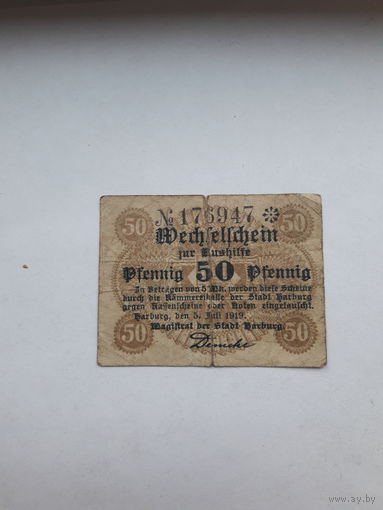 50 № 176947 50
Wechselschein
zur Aushilfe
Pfennig 50 Pfennig
In Beträgen von 5 Mk. werden diese Scheine
durch die Kämmereikasse der Stadt Harburg
gegen Kassenscheine oder Noten eingetauscht.
Harburg, den 5. Juli 1919.
50 Magistrat der Stadt Harburg. 50
Denicke
ay.by